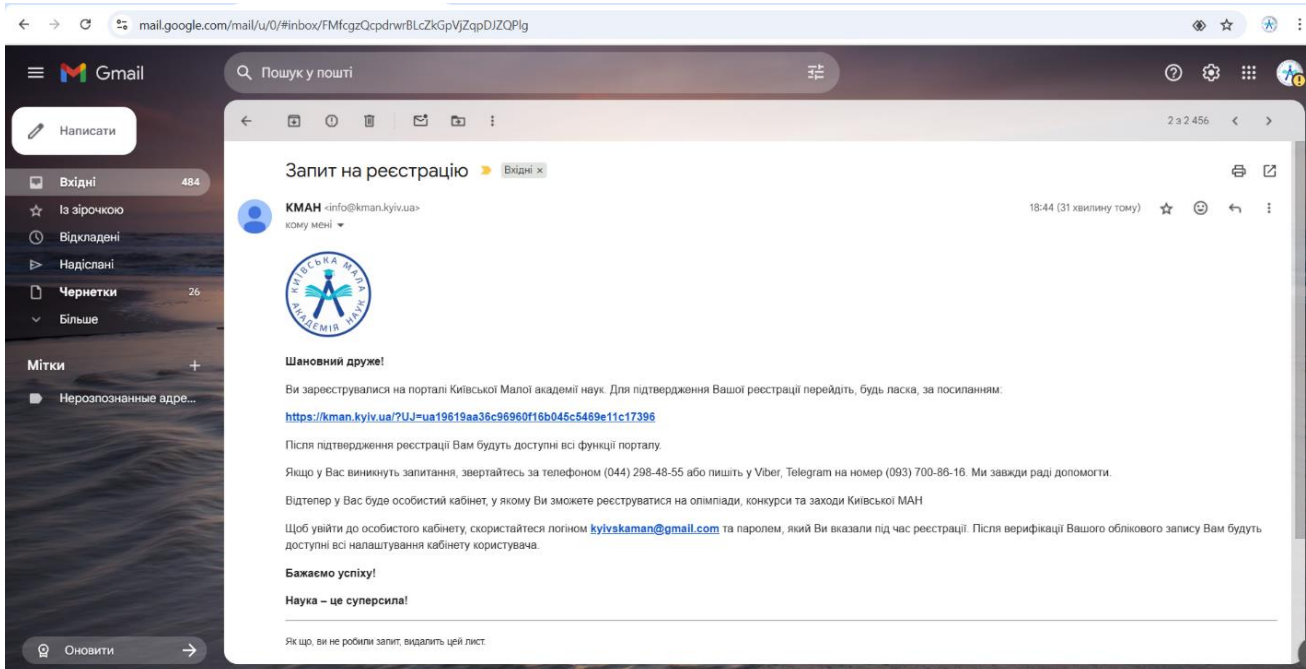 mail.google.com/mail/u/0/#inbox/FMfcgzQcpdrwrBLcZkGpVjZqpDJZQPlg
Gmail
Пошук у пошті
Написати
2 з 2 456
Вхідні 484
Із зірочкою
Відкладені
Надіслані
Чернетки 26
Більше
Мітки +
Нерозпознанные адре...
Оновити
Запит на реєстрацію Вхідні ×
КМАН <info@kman.kyiv.ua> 18:44 (31 хвилину тому)
кому мені
КИЇВСЬКА МАЛА АКАДЕМІЯ НАУК
Шановний друже!
Ви зареєструвалися на порталі Київської Малої академії наук. Для підтвердження Вашої реєстрації перейдіть, будь ласка, за посиланням:
https://kman.kyiv.ua/?UJ=ua19619aa36c96960f16b045c5469e11c17396
Після підтвердження реєстрації Вам будуть доступні всі функції порталу.
Якщо у Вас виникнуть запитання, звертайтесь за телефоном (044) 298-48-55 або пишіть у Viber, Telegram на номер (093) 700-86-16. Ми завжди раді допомогти.
Відтепер у Вас буде особистий кабінет, у якому Ви зможете реєструватися на олімпіади, конкурси та заходи Київської МАН
Щоб увійти до особистого кабінету, скористайтеся логіном kyivskaman@gmail.com та паролем, який Ви вказали під час реєстрації. Після верифікації Вашого облікового запису Вам будуть
доступні всі налаштування кабінету користувача.
Бажаємо успіху!
Наука – це суперсила!
Як що, ви не робили запит, видалить цей лист.